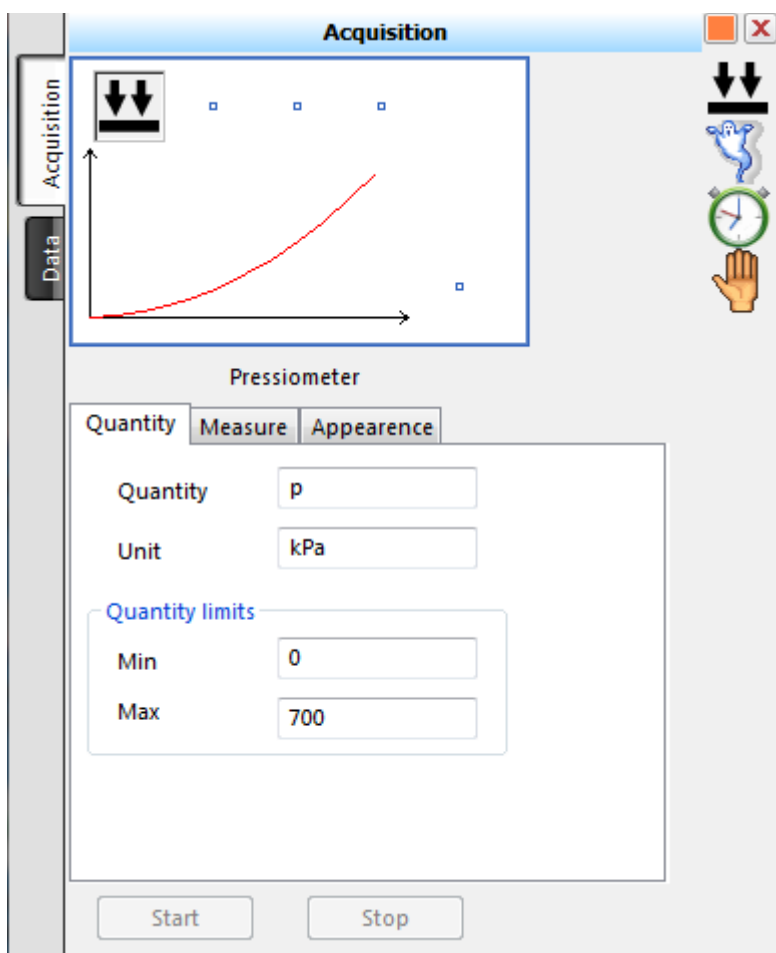 Acquisition
Acquisition
Data
Pressiometer
Quantity Measure Appearence
Quantity p
Unit kPa
Quantity limits
Min 0
Max 700
Start Stop